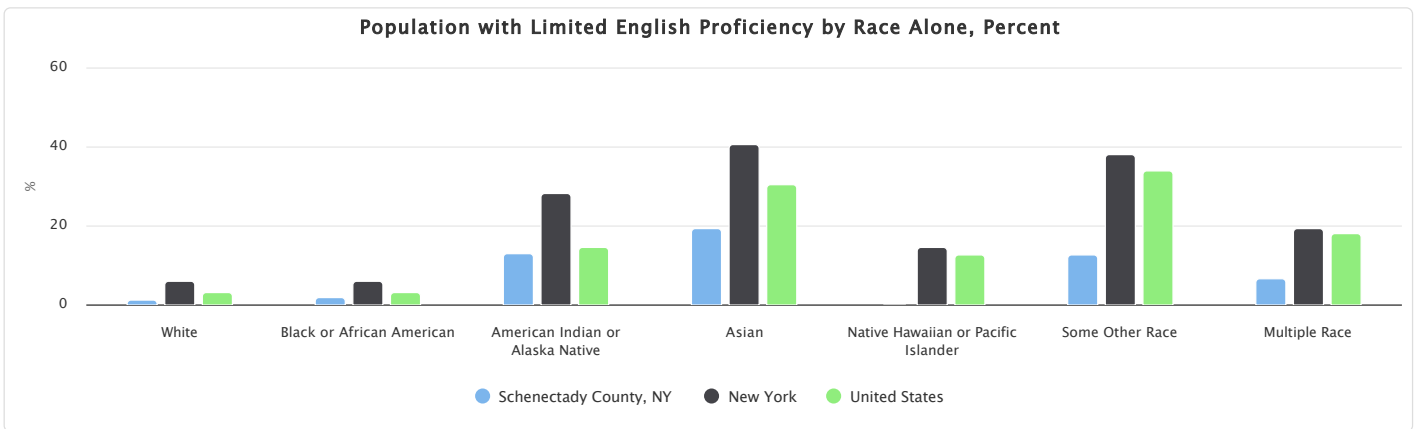 Population with Limited English Proficiency by Race Alone, Percent
60
40
20
0
%
White
Black or African American
American Indian or
Alaska Native
Asian
Native Hawaiian or Pacific
Islander
Some Other Race
Multiple Race
Schenectady County, NY
New York
United States